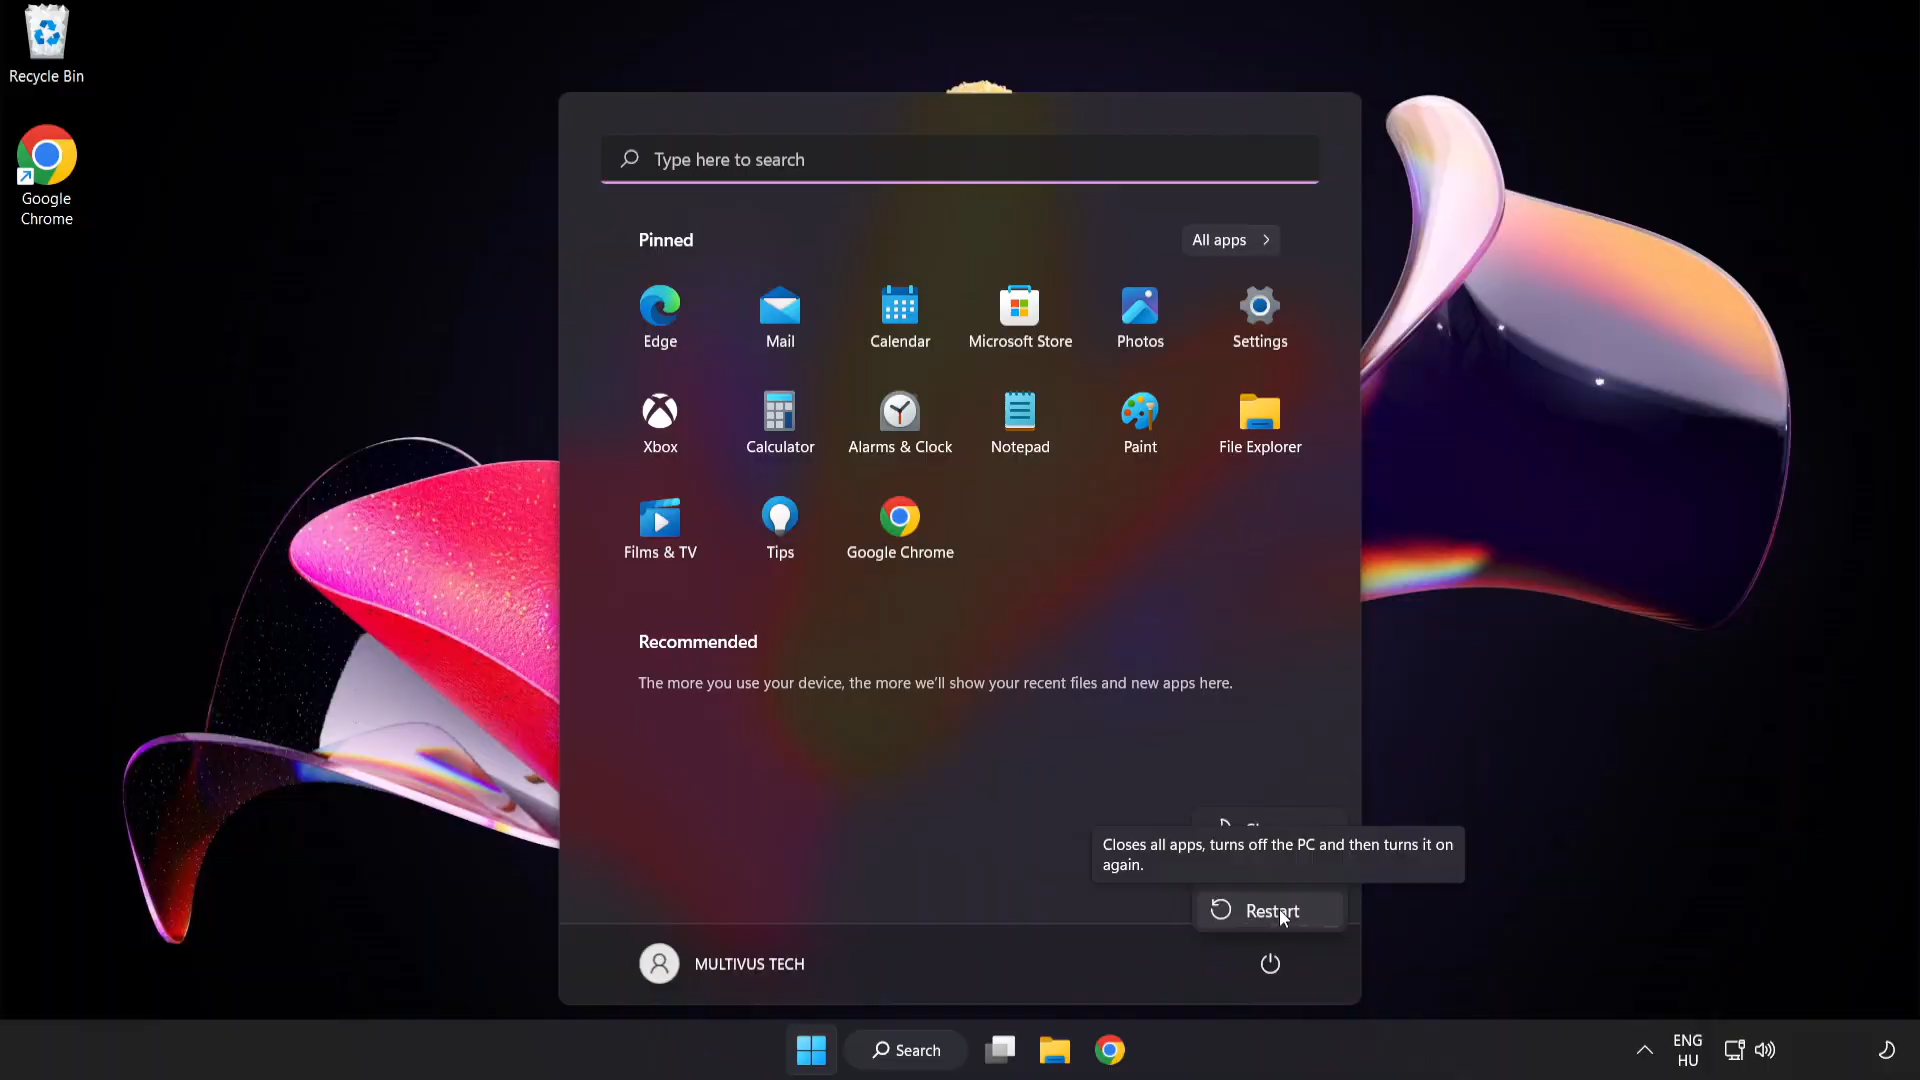 Recycle Bin
Google
Chrome
Type here to search
Pinned
All apps
Edge
Mail
Calendar
Microsoft Store
Photos
Settings
Xbox
Calculator
Alarms & Clock
Notepad
Paint
File Explorer
Films & TV
Tips
Google Chrome
Recommended
The more you use your device, the more we'll show your recent files and new apps here.
Closes all apps, turns off the PC and then turns it on
again.
Restart
MULTIVUS TECH
Search
ENG
HU